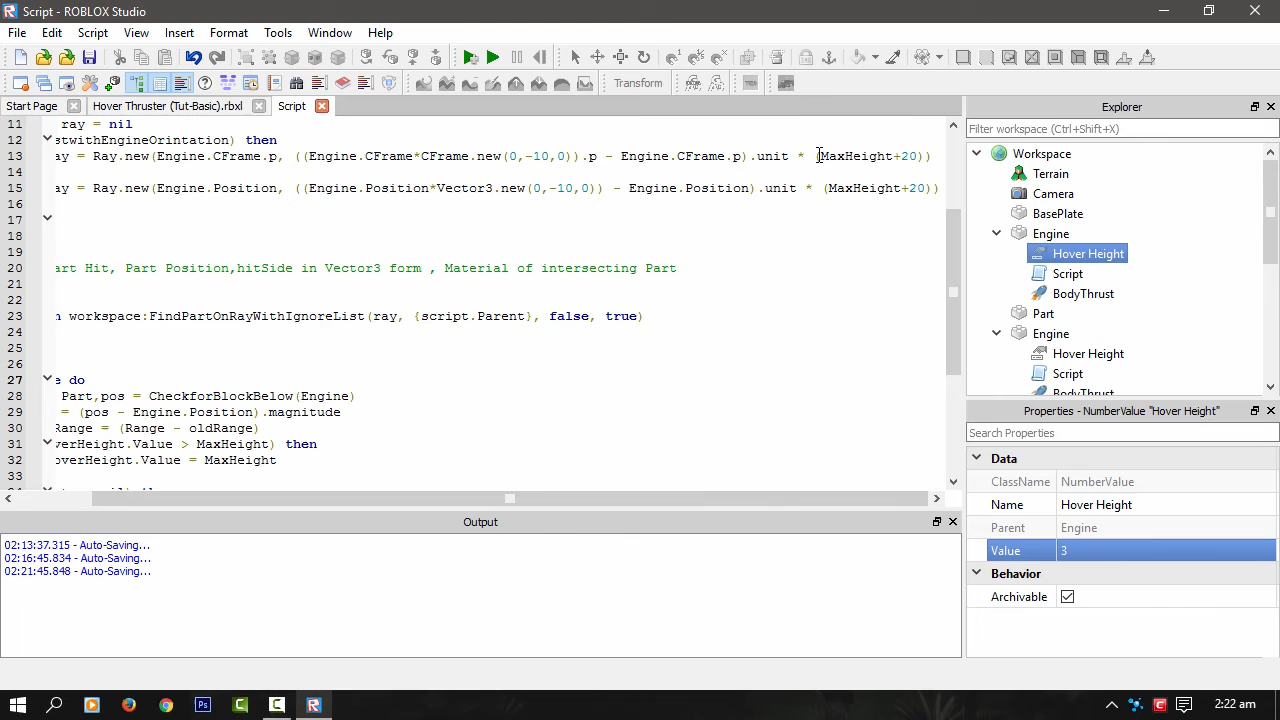 Script - ROBLOX Studio
File Edit Script View Insert Format Tools Window Help
Transform
Start Page Hover Thruster (Tut-Basic).rbxl Script
11 ray = nil
12 stwithEngineOrintation) then
13 ay = Ray.new(Engine.CFrame.p, ((Engine.CFrame*CFrame.new(0,-10,0)).p - Engine.CFrame.p).unit * (MaxHeight+20))
14
15 ay = Ray.new(Engine.Position, ((Engine.Position*Vector3.new(0,-10,0)) - Engine.Position).unit * (MaxHeight+20))
16
17
18
19
20 art Hit, Part Position,hitSide in Vector3 form , Material of intersecting Part
21
22
23 n workspace:FindPartOnRayWithIgnoreList(ray, {script.Parent}, false, true)
24
25
26
27 e do
28 Part,pos = CheckforBlockBelow(Engine)
29 = (pos - Engine.Position).magnitude
30 Range = (Range - oldRange)
31 overHeight.Value > MaxHeight) then
32 overHeight.Value = MaxHeight
33
Output
02:13:37.315 - Auto-Saving...
02:16:45.834 - Auto-Saving...
02:21:45.848 - Auto-Saving...
Explorer
Filter workspace (Ctrl+Shift+X)
Workspace
Terrain
Camera
BasePlate
Engine
Hover Height
Script
BodyThrust
Part
Engine
Hover Height
Script
BodyThrust
Properties - NumberValue "Hover Height"
Search Properties
Data
ClassName NumberValue
Name Hover Height
Parent Engine
Value 3
Behavior
Archivable
Ps
2:22 am